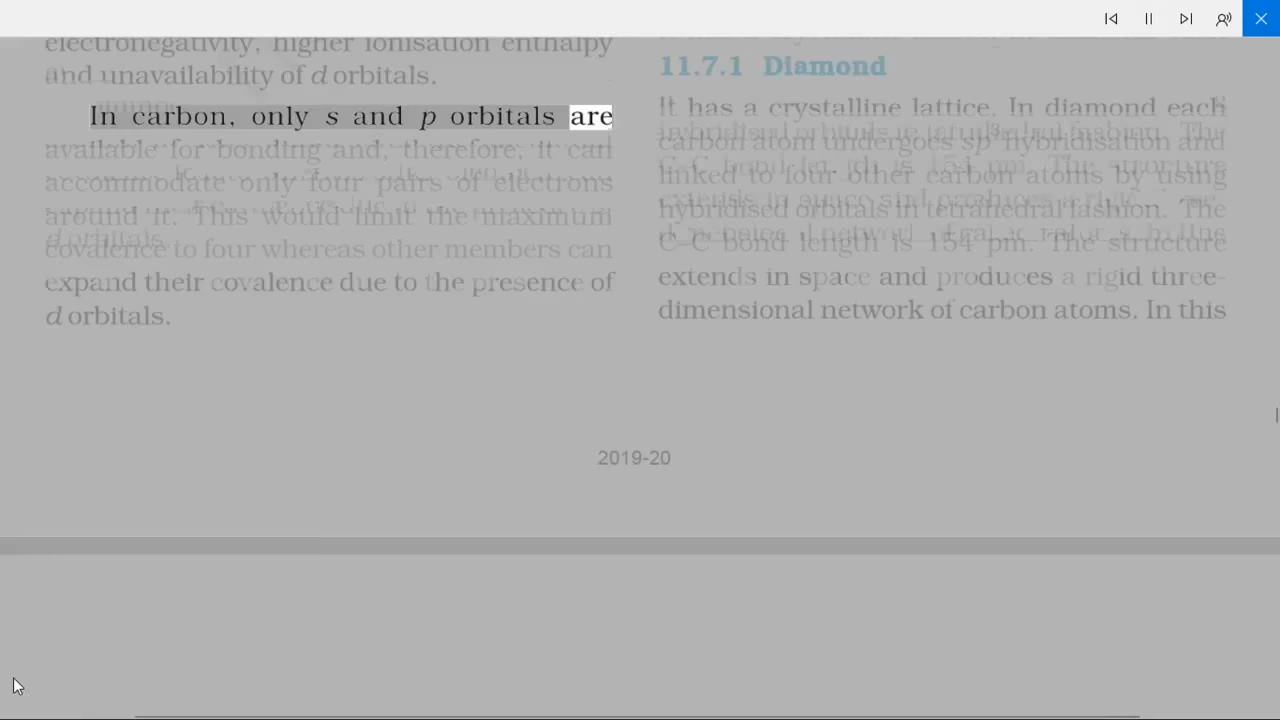 electronegativity, higher ionisation enthalpy
and unavailability of d orbitals.
In carbon, only s and p orbitals are
available for bonding and, therefore, it can
accommodate only four pairs of electrons
around it. This would limit the maximum
covalence to four whereas other members can
expand their covalence due to the presence of
d orbitals.
11.7.1 Diamond
It has a crystalline lattice. In diamond each
carbon atom undergoes sp³ hybridisation and
linked to four other carbon atoms by using
hybridised orbitals in tetrahedral fashion. The
C–C bond length is 154 pm. The structure
extends in space and produces a rigid three-
dimensional network of carbon atoms. In this
2019-20